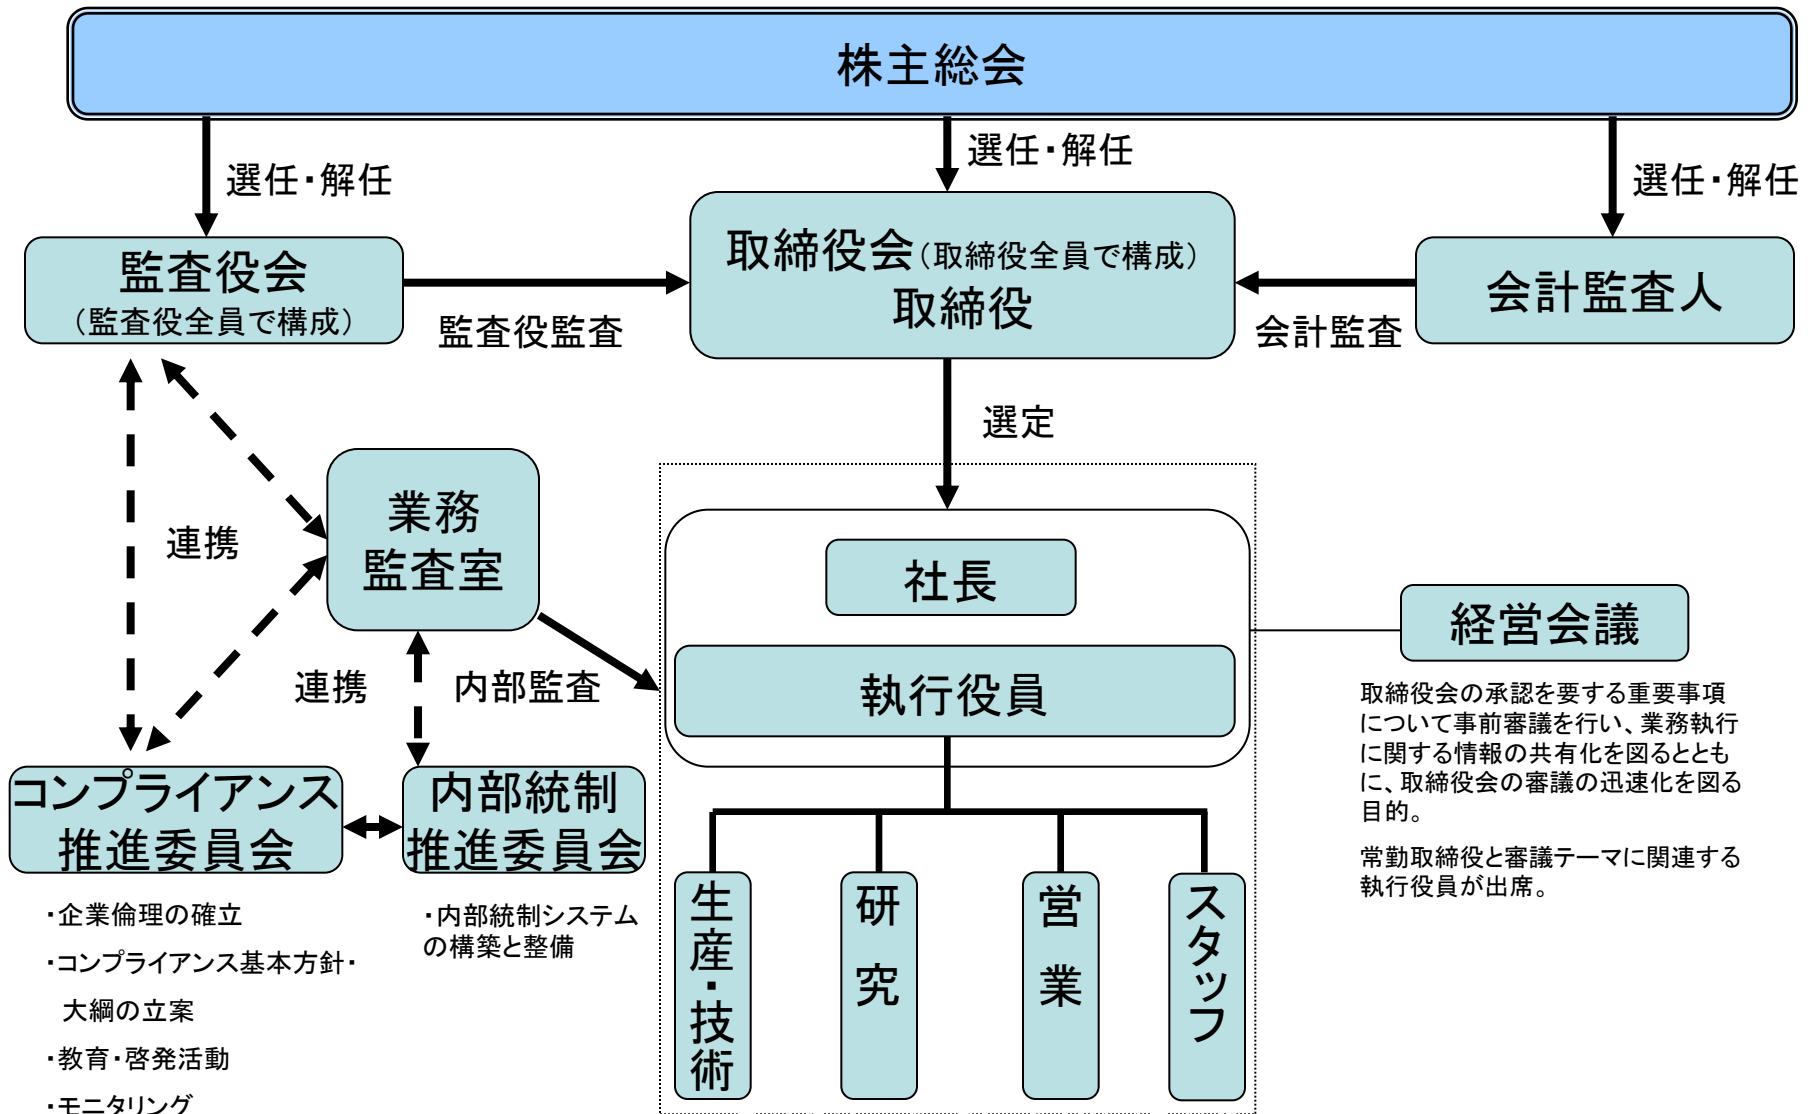 株主総会
選任・解任
選任・解任
選任・解任
監査役会
（監査役全員で構成）
取締役会（取締役全員で構成）
取締役
会計監査人
監査役監査
会計監査
選定
業務
監査室
連携
社長
経営会議
執行役員
連携
内部監査
取締役会の承認を要する重要事項
について事前審議を行い、業務執行
に関する情報の共有化を図るととも
に、取締役会の審議の迅速化を図る
目的。
常勤取締役と審議テーマに関連する
執行役員が出席。
コンプライアンス
推進委員会
内部統制
推進委員会
・企業倫理の確立
・コンプライアンス基本方針・
大綱の立案
・教育・啓発活動
・モニタリング
・内部統制システム
の構築と整備
生産・技術
研究
営業
スタッフ